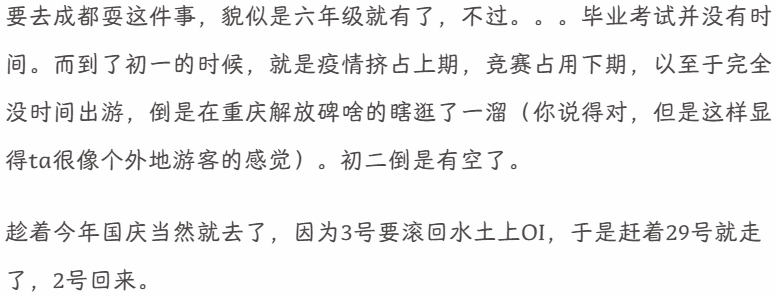 要去成都耍这件事，貌似是六年级就有了，不过。。。毕业考试并没有时
间。而到了初一的时候，就是疫情挤占上期，竞赛占用下期，以至于完全
没时间出游，倒是在重庆解放碑啥的瞎逛了一溜（你说得对，但是这样显
得ta很像个外地游客的感觉）。初二倒是有空了。
趁着今年国庆当然就去了，因为3号要滚回水土上OI，于是赶着29号就走
了，2号回来。